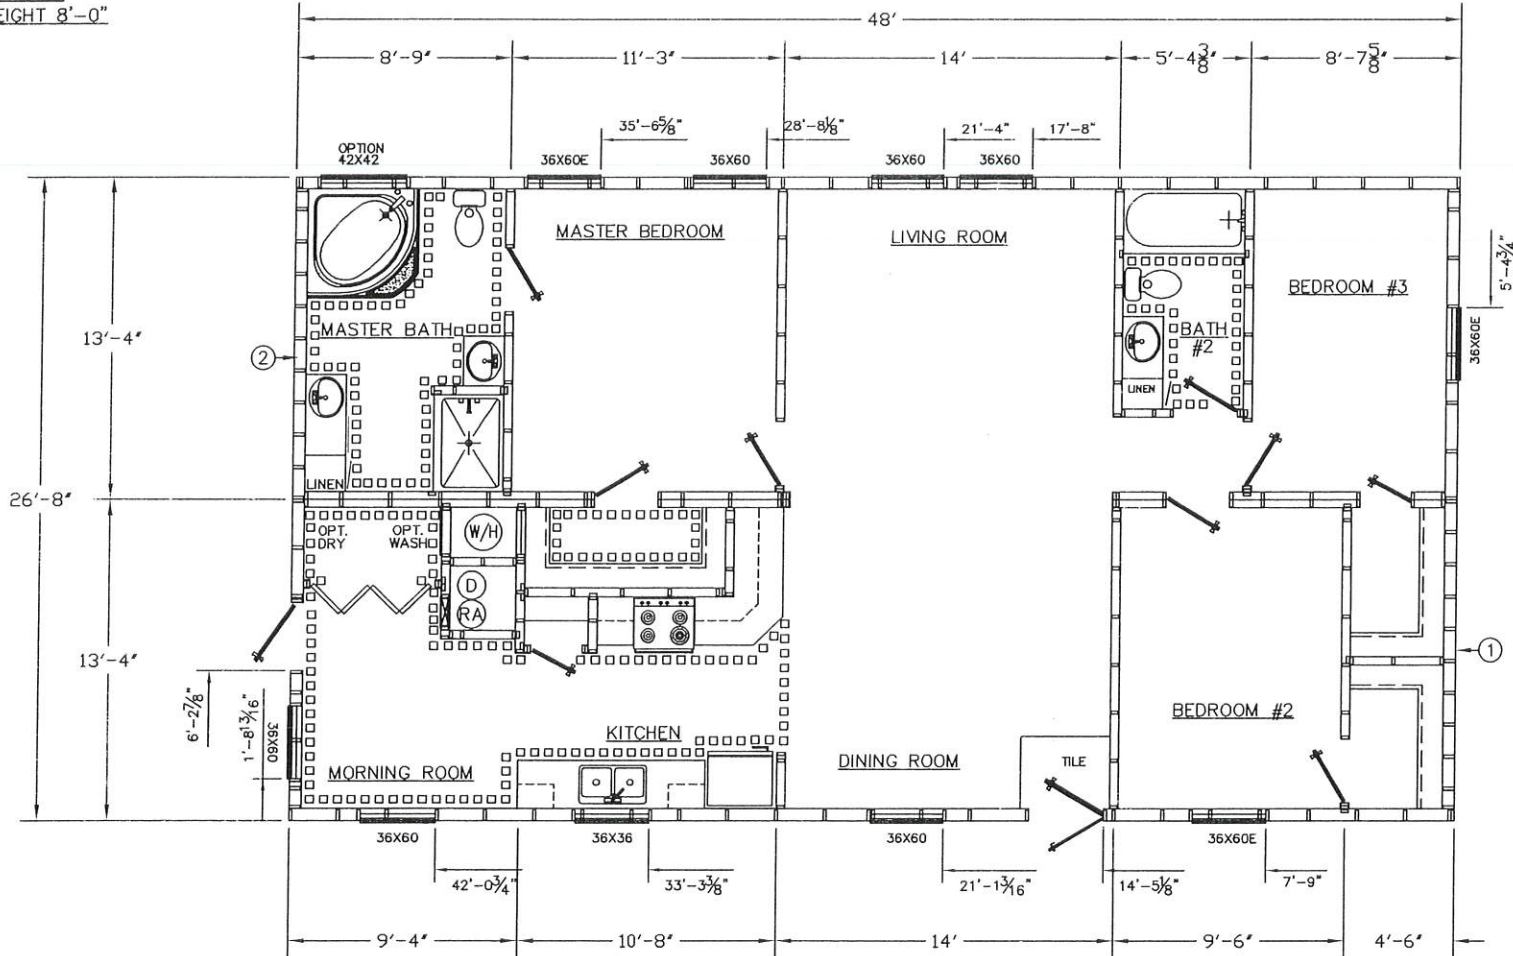 EIGHT 8'-0"
48'
8'-9"
11'-3"
14'
5'-4 3/8"
8'-7 5/8"
35'-6 5/8"
28'-8 1/8"
21'-4"
17'-8"
OPTION
42X42
36X60E
36X60
36X60
36X60
MASTER BEDROOM
LIVING ROOM
5'-4 3/4"
BEDROOM #3
MASTER BATH
BATH
#2
13'-4"
2
36X60E
LINEN
LINEN
26'-8"
OPT.
DRY
OPT.
WASH
W/H
D
RA
13'-4"
1
6'-2 7/8"
1'-8 13/16"
36X60
BEDROOM #2
KITCHEN
MORNING ROOM
DINING ROOM
TILE
36X60
36X36
36X60
36X60E
42'-0 3/4"
33'-3 3/8"
21'-1 3/16"
14'-5 1/8"
7'-9"
9'-4"
10'-8"
14'
9'-6"
4'-6"